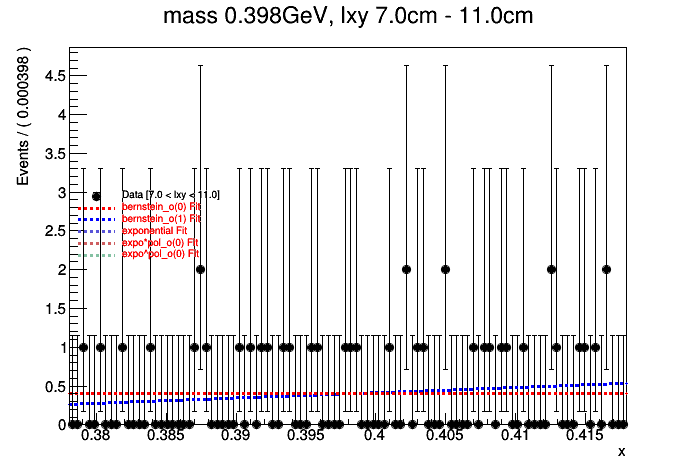 mass 0.398GeV, lxy 7.0cm - 11.0cm
Events / ( 0.000398 )
4.5
4
3.5
3
2.5
2
1.5
1
0.5
0
Data [7.0 < lxy < 11.0]
bernstein_o(0) Fit
bernstein_o(1) Fit
exponential Fit
expo*pol_o(0) Fit
expo^pol_o(0) Fit
0.38 0.385 0.39 0.395 0.4 0.405 0.41 0.415
x